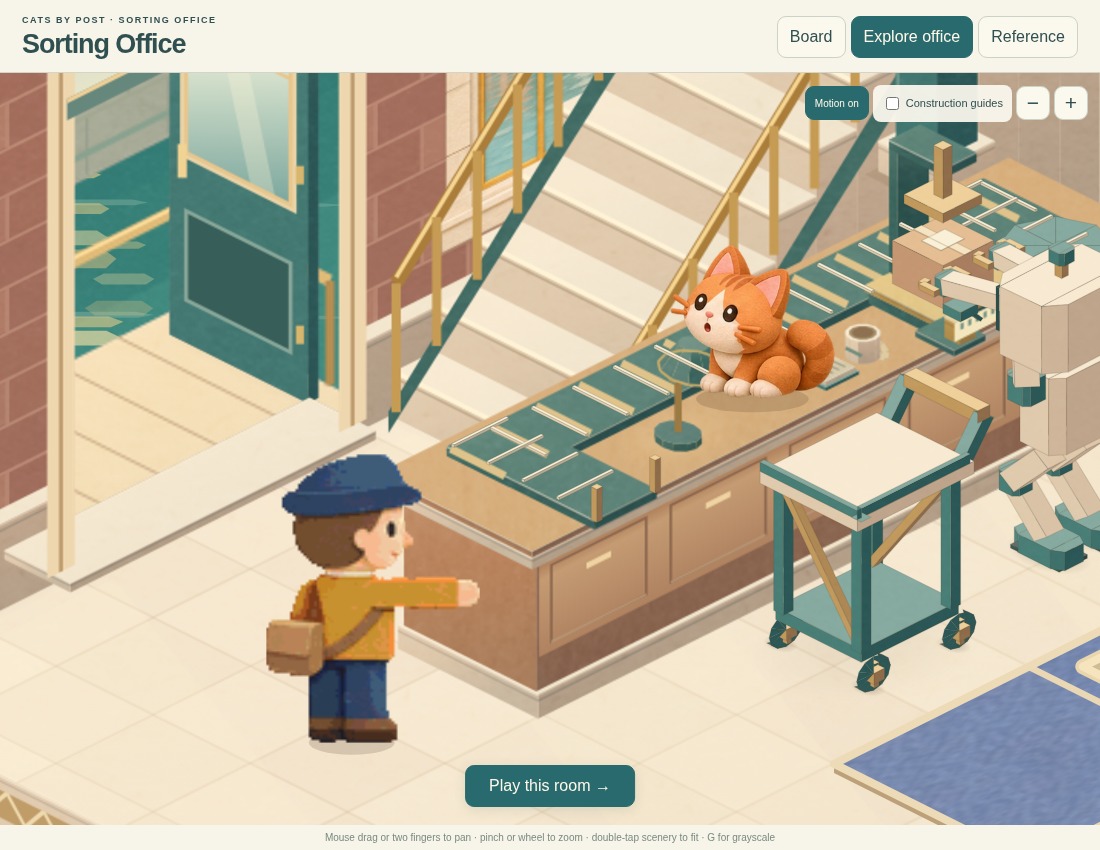 CATS BY POST · SORTING OFFICE
Sorting Office
Board
Explore office
Reference
Motion on
Construction guides
−
+
Play this room →
Mouse drag or two fingers to pan · pinch or wheel to zoom · double-tap scenery to fit · G for grayscale